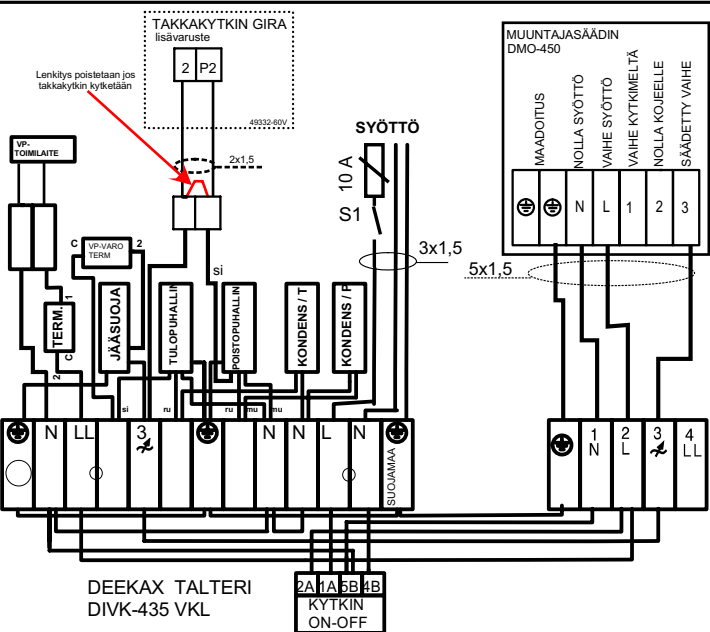 TAKKAKYTKIN GIRA
lisävaruste
2 P2
49332-60V
Lenkitys poistetaan jos
takkakytkin kytketään
2x1,5
SYÖTTÖ
10 A
S1
3x1,5
MUUNTAJASÄÄDIN
DMO-450
MAADOITUS
NOLLA SYÖTTÖ
VAIHE SYÖTTÖ
VAIHE KYTKIMELTÄ
NOLLA KOJEELLE
SÄÄDETTY VAIHE
N L 1 2 3
5x1,5
VP-
TOIMILAITE
C VP-VARO 2
TERM
si
TERM.
1
C
2
JÄÄSUOJA
TULOPUHALLIN
POISTOPUHALLIN
KONDENS / T
KONDENS / P
si ru ru mu mu
N LL 3 N N L N
SUOJAMAA
1 2 3 4
N L LL
2A 1A 5B 4B
KYTKIN
ON-OFF
DEEKAX TALTERI
DIVK-435 VKL